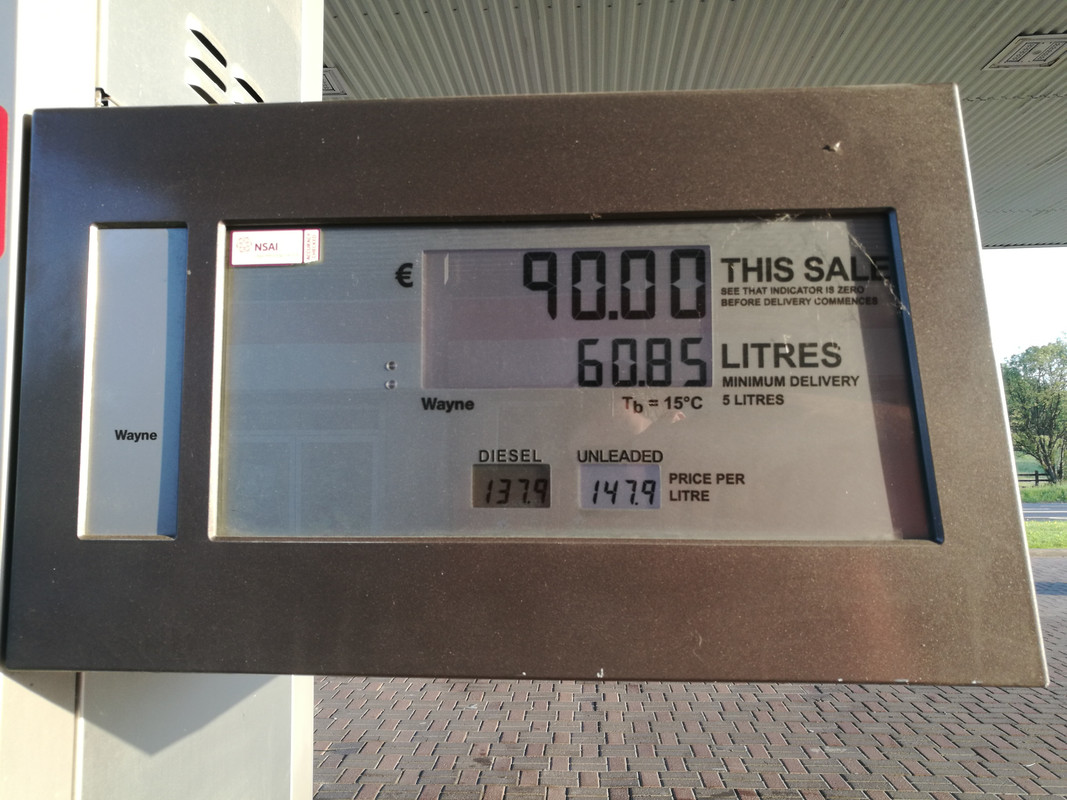 NSAI
€ 90.00 THIS SALE
SEE THAT INDICATOR IS ZERO
BEFORE DELIVERY COMMENCES
60.85 LITRES
MINIMUM DELIVERY
5 LITRES
Wayne Tb = 15°C
Wayne
DIESEL UNLEADED
137.9 147.9 PRICE PER
LITRE